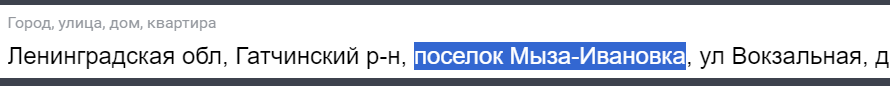 Город, улица, дом, квартира
Ленинградская обл, Гатчинский р-н, поселок Мыза-Ивановка, ул Вокзальная, д